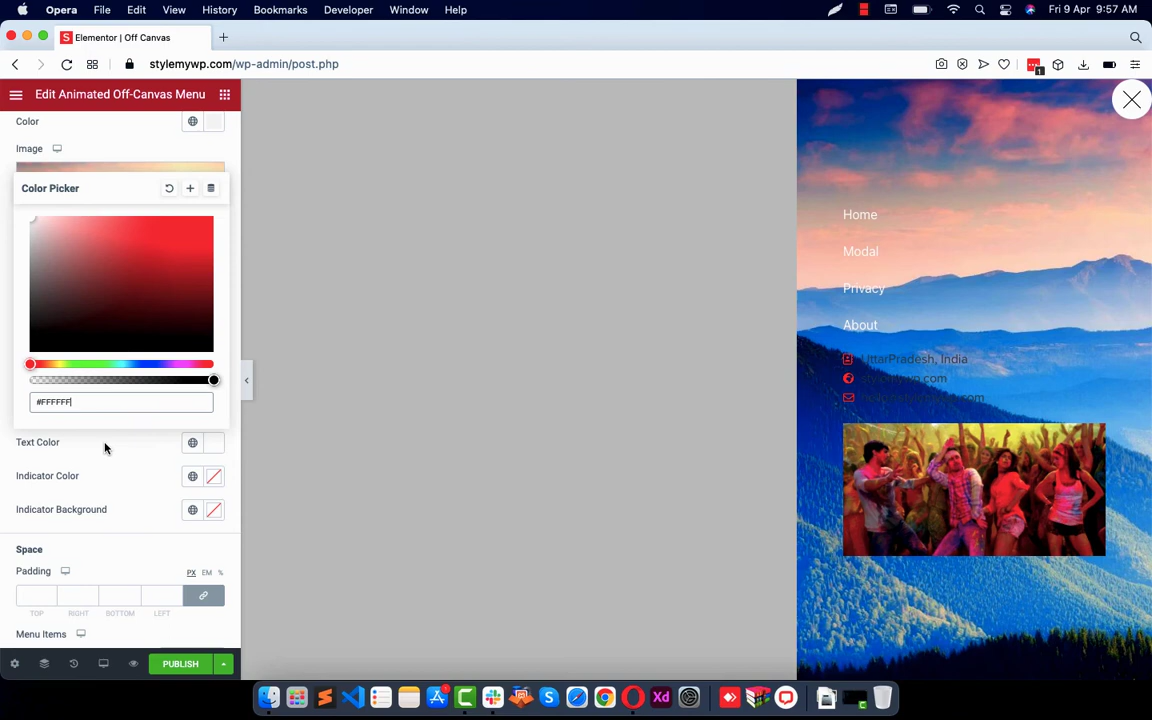 Opera File Edit View History Bookmarks Developer Window Help Fri 9 Apr 9:57 AM
S Elementor | Off Canvas
stylemywp.com/wp-admin/post.php
1
Edit Animated Off-Canvas Menu
Color
Image
Color Picker
#FFFFFF
Text Color
Indicator Color
Indicator Background
Space
Padding PX EM %
TOP RIGHT BOTTOM LEFT
Menu Items
PUBLISH
Home
Modal
Privacy
About
UttarPradesh, India
Xd